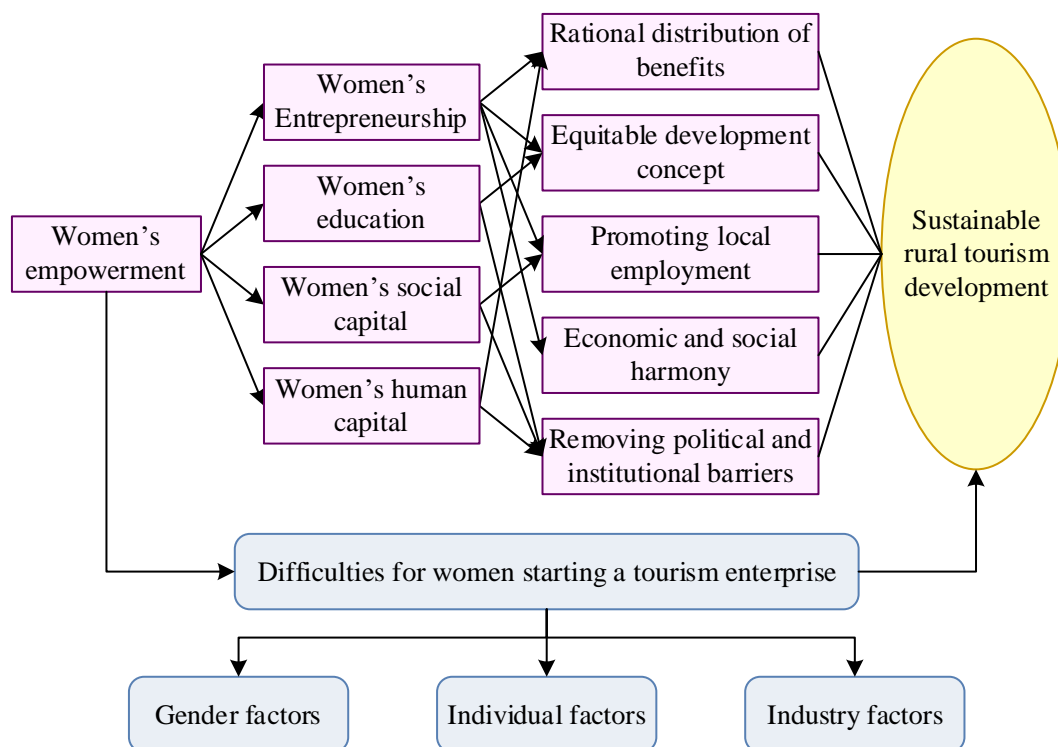 Women’s
empowerment
Women’s
Entrepreneurship
Women’s
education
Women’s social
capital
Women’s human
capital
Rational distribution of
benefits
Equitable development
concept
Promoting local
employment
Economic and social
harmony
Removing political and
institutional barriers
Sustainable
rural tourism
development
Difficulties for women starting a tourism enterprise
Gender factors
Individual factors
Industry factors